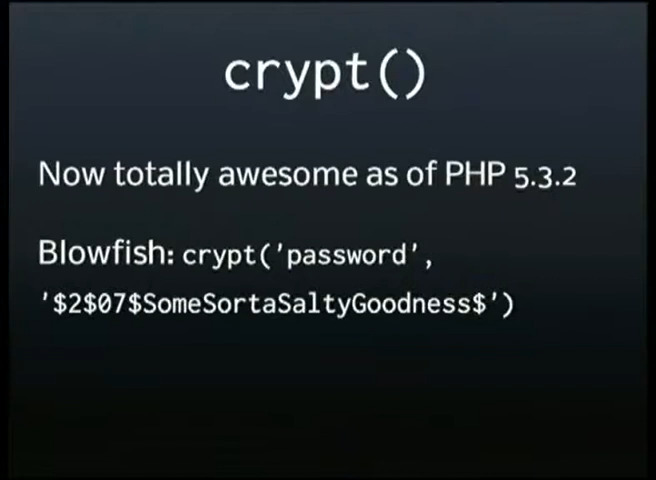 crypt()
Now totally awesome as of PHP 5.3.2
Blowfish: crypt('password',
'$2$07$SomeSortaSaltyGoodness$')